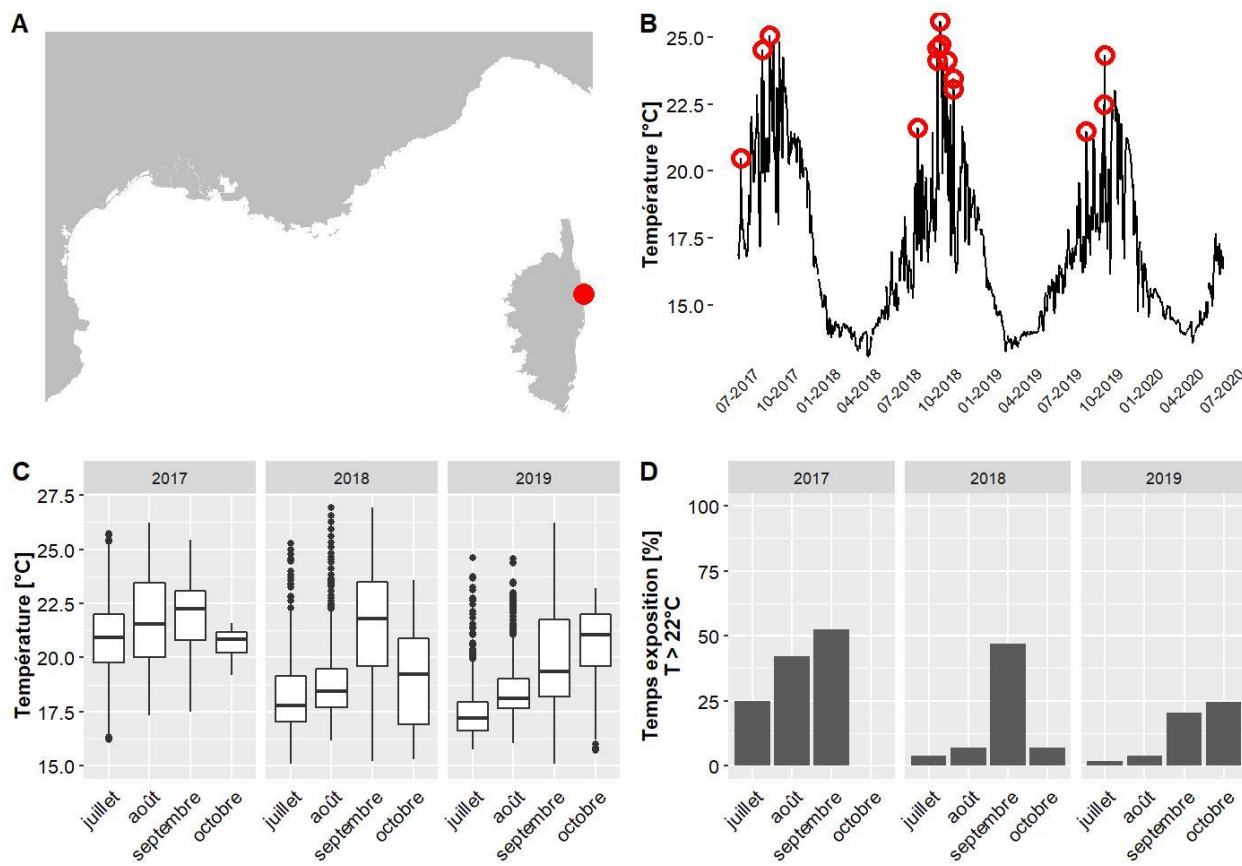 A
B
Température [°C]
25.0
22.5
20.0
17.5
15.0
07-2017
10-2017
01-2018
04-2018
07-2018
10-2018
01-2019
04-2019
07-2019
10-2019
01-2020
04-2020
07-2020
C
2017
2018
2019
Température [°C]
27.5
25.0
22.5
20.0
17.5
15.0
juillet
août
septembre
octobre
juillet
août
septembre
octobre
juillet
août
septembre
octobre
D
2017
2018
2019
Temps exposition [%]
T > 22°C
100
75
50
25
0
juillet
août
septembre
octobre
juillet
août
septembre
octobre
juillet
août
septembre
octobre